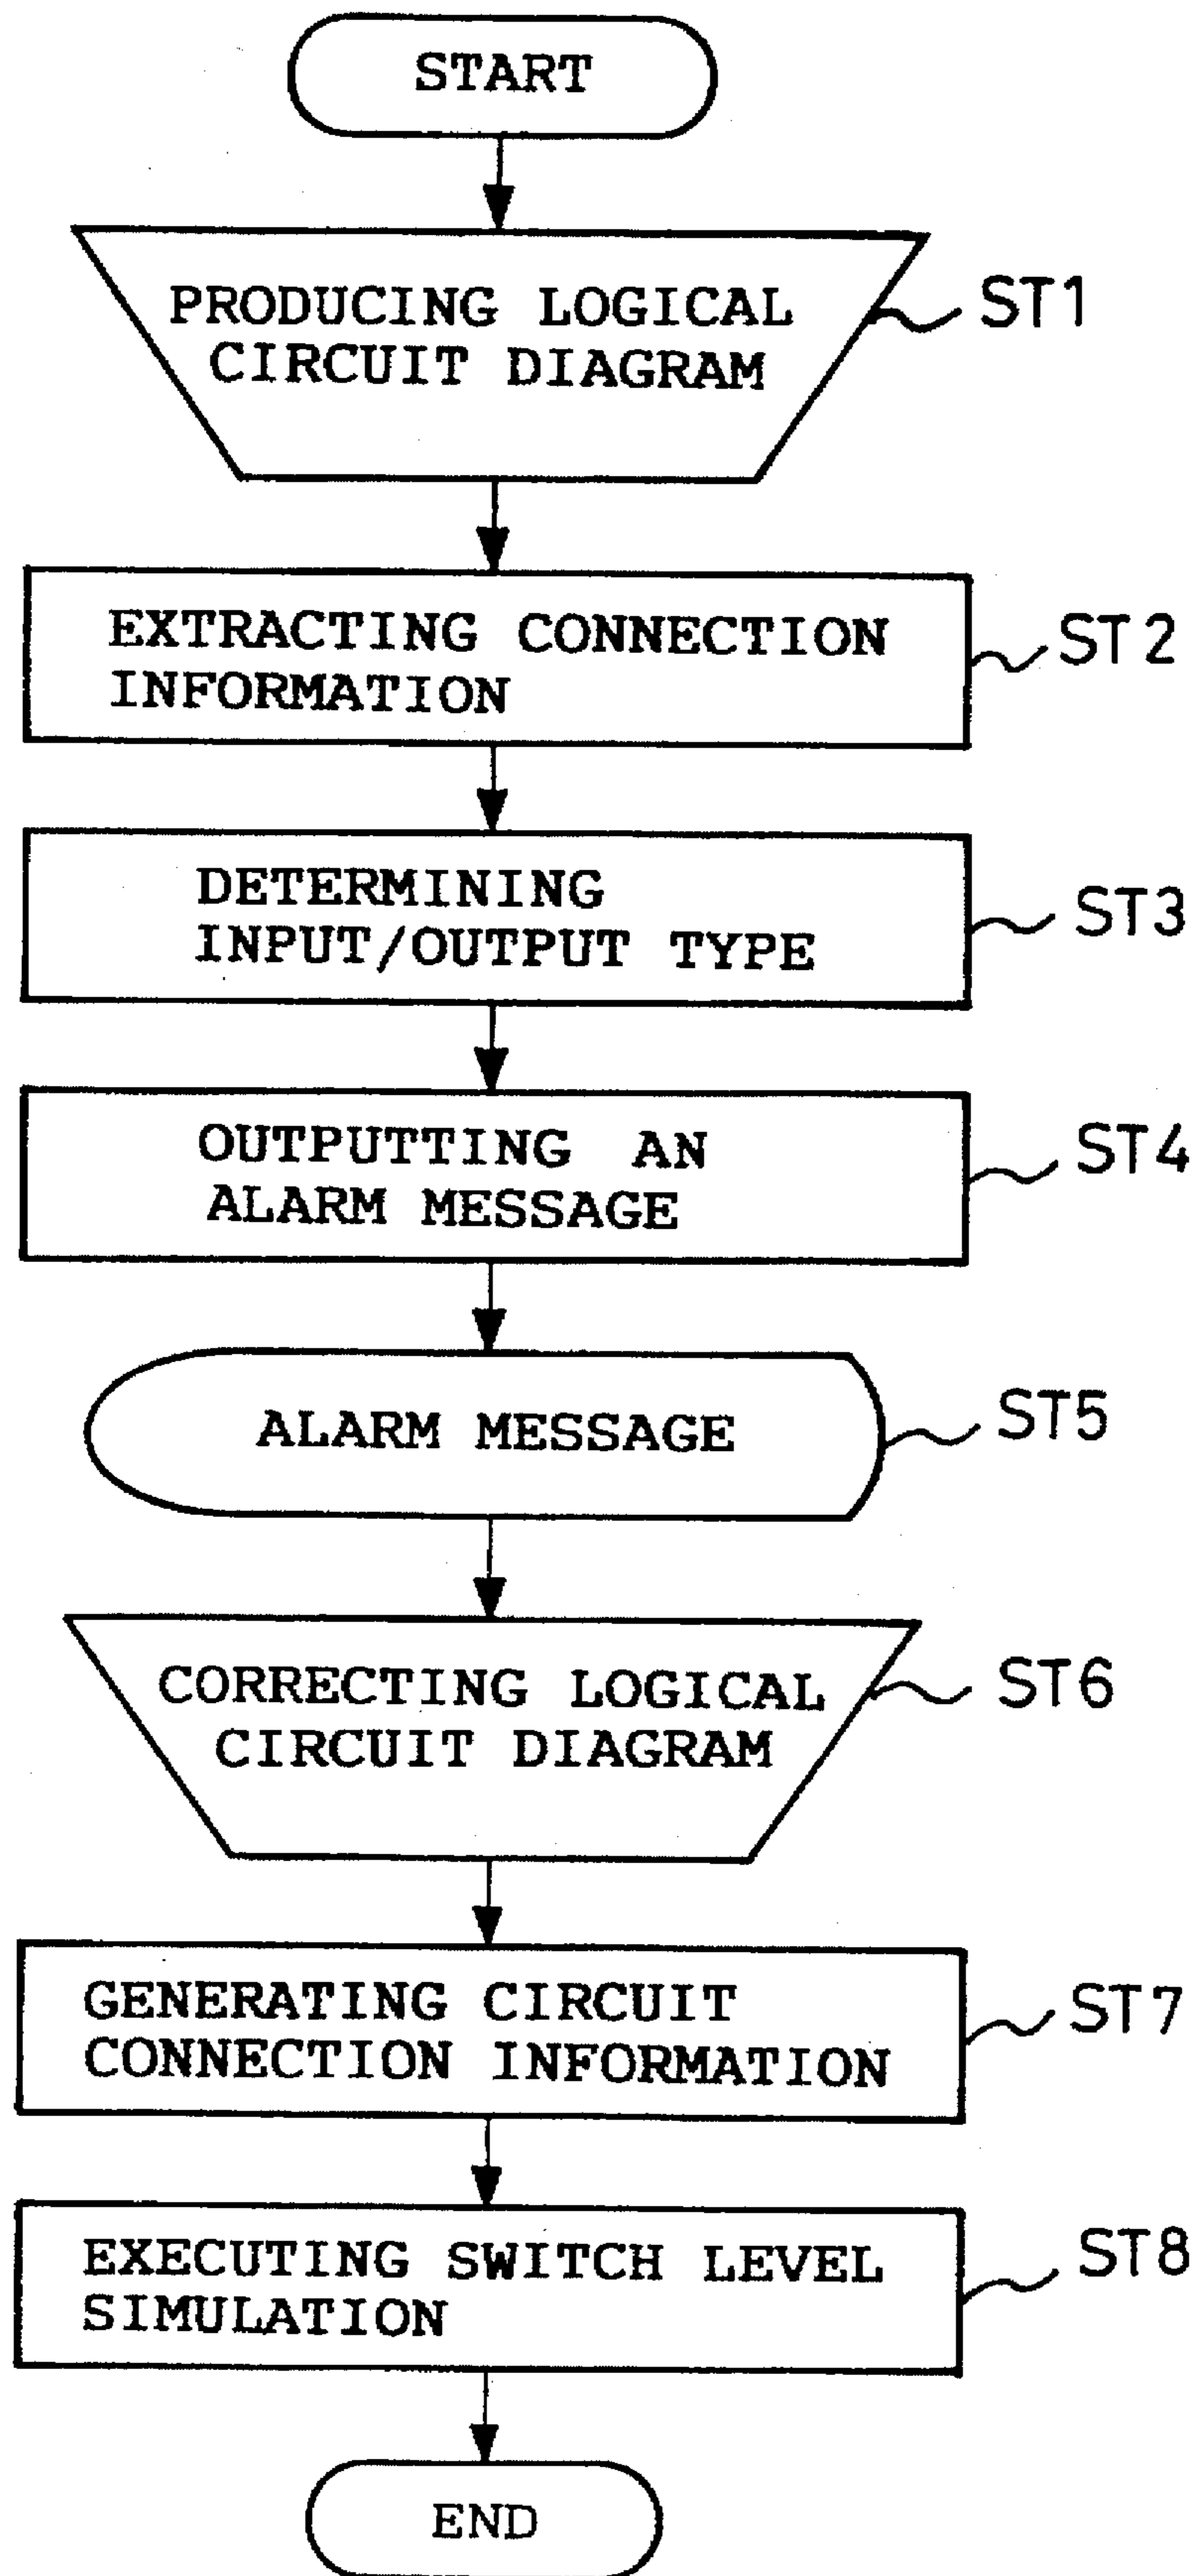 START
PRODUCING LOGICAL
CIRCUIT DIAGRAM
ST1
EXTRACTING CONNECTION
INFORMATION
ST2
DETERMINING
INPUT/OUTPUT TYPE
ST3
OUTPUTTING AN
ALARM MESSAGE
ST4
ALARM MESSAGE
ST5
CORRECTING LOGICAL
CIRCUIT DIAGRAM
ST6
GENERATING CIRCUIT
CONNECTION INFORMATION
ST7
EXECUTING SWITCH LEVEL
SIMULATION
ST8
END